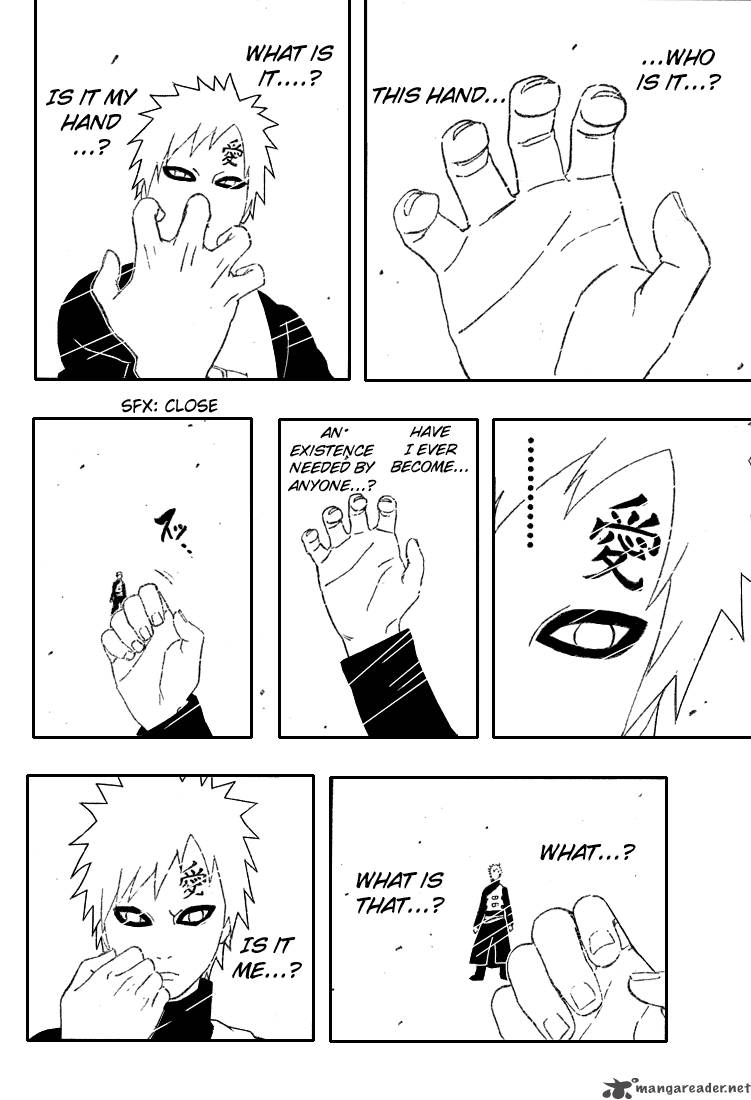 ...WHO
IS IT...?
THIS HAND...
WHAT IS
IT....?
IS IT MY
HAND
...?
愛
愛
HAVE
I EVER
BECOME...
AN
EXISTENCE
NEEDED BY
ANYONE...?
SFX: CLOSE
スッ…
WHAT...?
WHAT IS
THAT...?
愛
IS IT
ME...?
mangareader.net